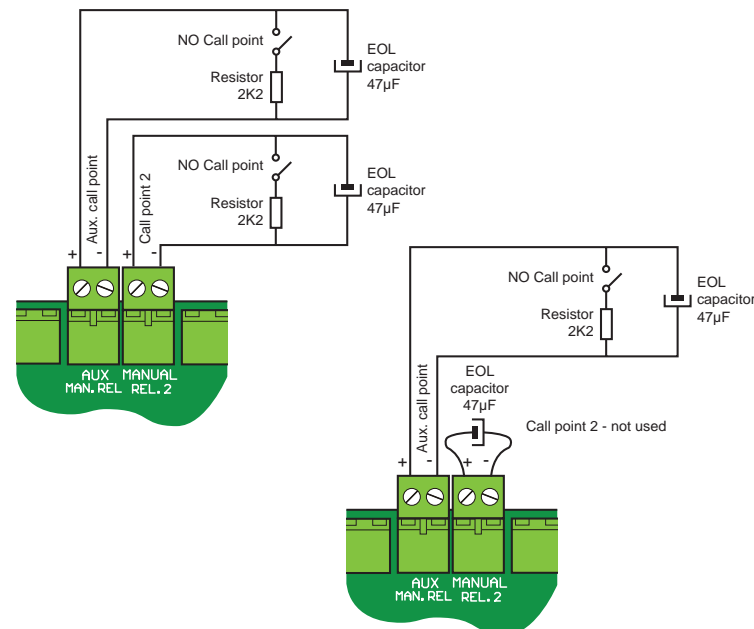 NO Call point
Resistor
2K2
EOL
capacitor
47µF
Aux. call point
+ -
NO Call point
Resistor
2K2
EOL
capacitor
47µF
Call point 2
+ -
AUX MANUAL
MAN.REL REL.2
NO Call point
Resistor
2K2
EOL
capacitor
47µF
Aux. call point
+ -
EOL
capacitor
47µF
Call point 2 - not used
+ -
AUX MANUAL
MAN.REL REL.2